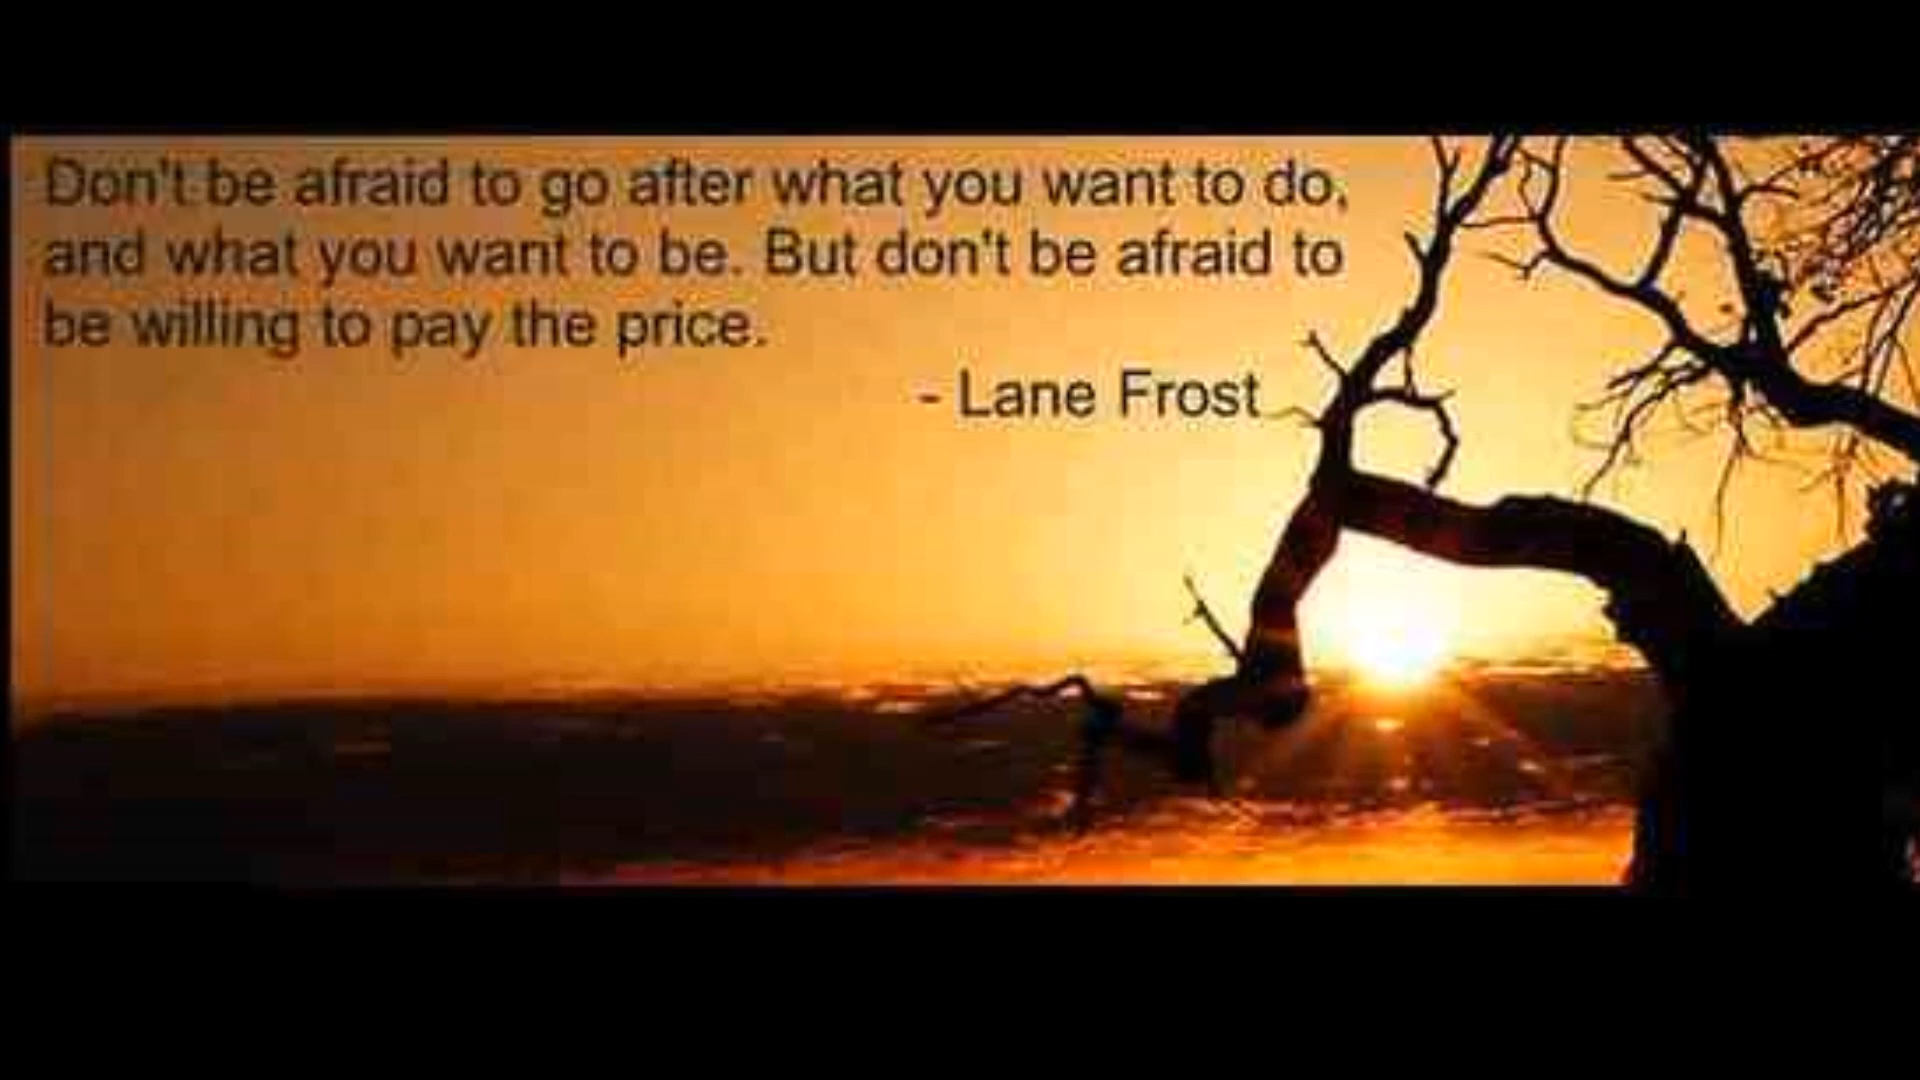 Don't be afraid to go after what you want to do,
and what you want to be. But don't be afraid to
be willing to pay the price.
- Lane Frost